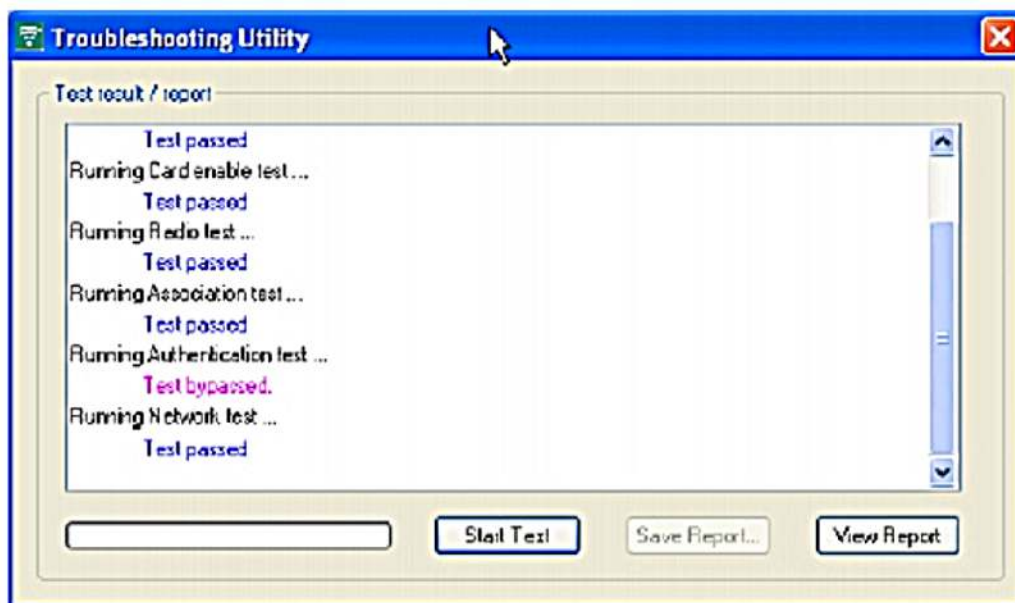 Troubleshooting Utility
Test result / report
Test passed
Running Card enable test ...
Test passed
Running Radio test ...
Test passed
Running Association test ...
Test passed
Running Authentication test ...
Test bypassed.
Running Network test ...
Test passed
Start Test
Save Report...
View Report